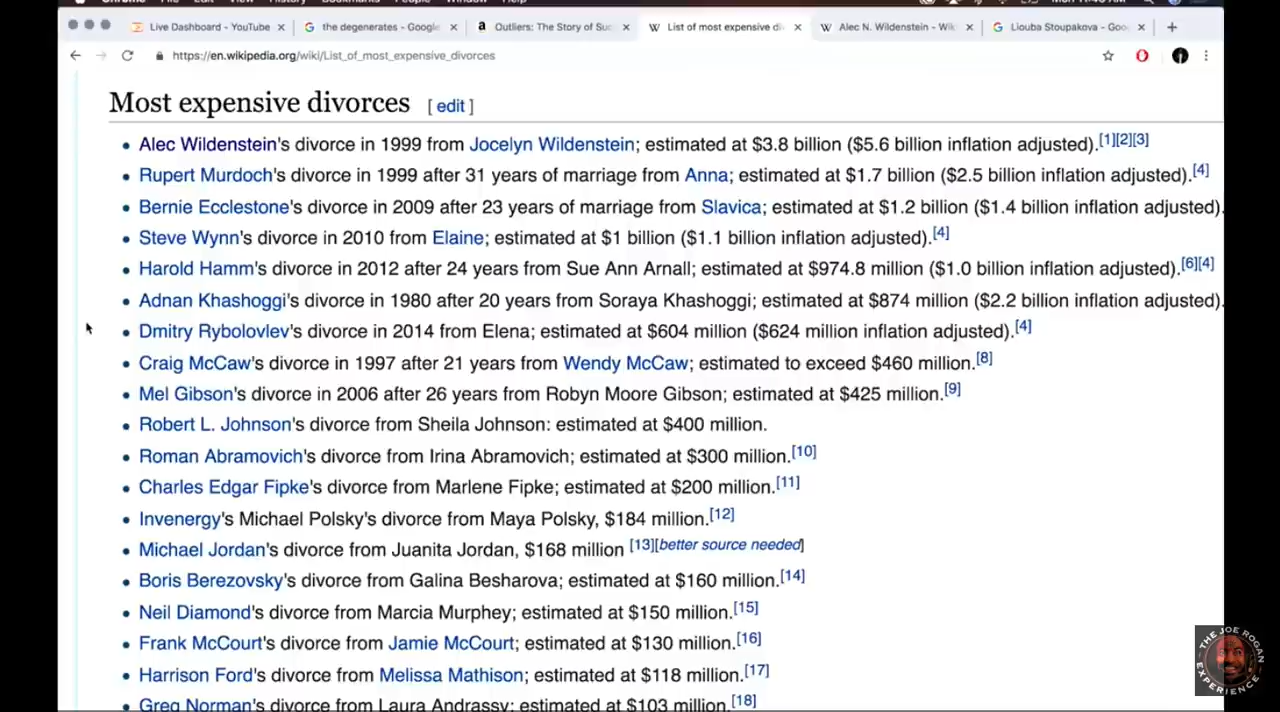 Live Dashboard - YouTube
the degenerates - Google
Outliers: The Story of Suc
List of most expensive di
Alec N. Wildenstein - Wik
Liouba Stoupakova - Goo
https://en.wikipedia.org/wiki/List_of_most_expensive_divorces
Most expensive divorces [ edit ]
Alec Wildenstein's divorce in 1999 from Jocelyn Wildenstein; estimated at $3.8 billion ($5.6 billion inflation adjusted).[1][2][3]
Rupert Murdoch's divorce in 1999 after 31 years of marriage from Anna; estimated at $1.7 billion ($2.5 billion inflation adjusted).[4]
Bernie Ecclestone's divorce in 2009 after 23 years of marriage from Slavica; estimated at $1.2 billion ($1.4 billion inflation adjusted).
Steve Wynn's divorce in 2010 from Elaine; estimated at $1 billion ($1.1 billion inflation adjusted).[4]
Harold Hamm's divorce in 2012 after 24 years from Sue Ann Arnall; estimated at $974.8 million ($1.0 billion inflation adjusted).[6][4]
Adnan Khashoggi's divorce in 1980 after 20 years from Soraya Khashoggi; estimated at $874 million ($2.2 billion inflation adjusted).
Dmitry Rybolovlev's divorce in 2014 from Elena; estimated at $604 million ($624 million inflation adjusted).[4]
Craig McCaw's divorce in 1997 after 21 years from Wendy McCaw; estimated to exceed $460 million.[8]
Mel Gibson's divorce in 2006 after 26 years from Robyn Moore Gibson; estimated at $425 million.[9]
Robert L. Johnson's divorce from Sheila Johnson: estimated at $400 million.
Roman Abramovich's divorce from Irina Abramovich; estimated at $300 million.[10]
Charles Edgar Fipke's divorce from Marlene Fipke; estimated at $200 million.[11]
Invenergy's Michael Polsky's divorce from Maya Polsky, $184 million.[12]
Michael Jordan's divorce from Juanita Jordan, $168 million [13][better source needed]
Boris Berezovsky's divorce from Galina Besharova; estimated at $160 million.[14]
Neil Diamond's divorce from Marcia Murphey; estimated at $150 million.[15]
Frank McCourt's divorce from Jamie McCourt; estimated at $130 million.[16]
Harrison Ford's divorce from Melissa Mathison; estimated at $118 million.[17]
Greg Norman's divorce from Laura Andrassy; estimated at $103 million.[18]
THE JOE ROGAN
EXPERIENCE